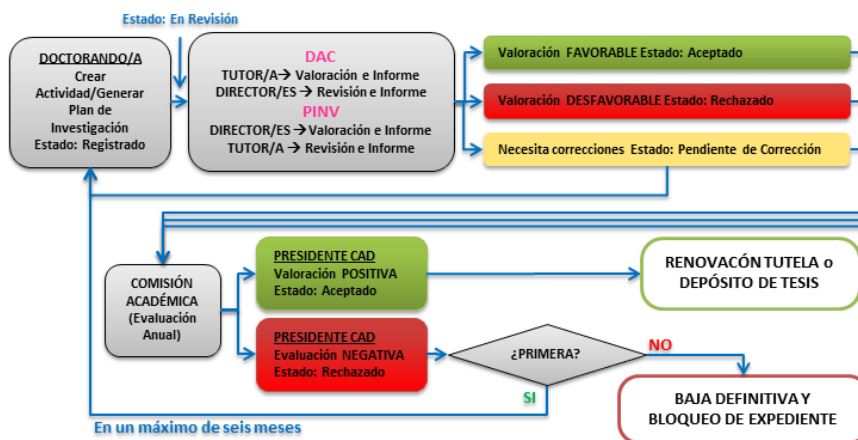 Estado: En Revisión
DOCTORANDO/A
Crear
Actividad/Generar
Plan de
Investigación
Estado: Registrado
DAC
TUTOR/A→ Valoración e Informe
DIRECTOR/ES → Revisión e Informe
PINV
DIRECTOR/ES →Valoración e Informe
TUTOR/A → Revisión e Informe
Valoración FAVORABLE Estado: Aceptado
Valoración DESFAVORABLE Estado: Rechazado
Necesita correcciones Estado: Pendiente de Corrección
COMISIÓN
ACADÉMICA
(Evaluación
Anual)
PRESIDENTE CAD
Valoración POSITIVA
Estado: Aceptado
RENOVACÓN TUTELA o
DEPÓSITO DE TESIS
PRESIDENTE CAD
Evaluación NEGATIVA
Estado: Rechazado
¿PRIMERA?
NO
SI
BAJA DEFINITIVA Y
BLOQUEO DE EXPEDIENTE
En un máximo de seis meses